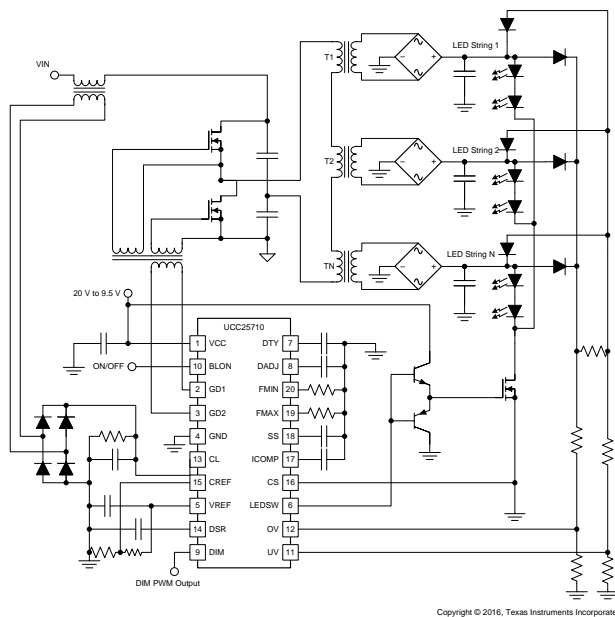 T1
LED String 1
VIN
T2
LED String 2
TN
LED String N
20 V to 9.5 V
UCC25710
1 VCC DTY 7
ON/OFF
10 BLON DADJ 8
2 GD1 FMIN 20
3 GD2 FMAX 19
4 GND SS 18
13 CL ICOMP 17
15 CREF CS 16
5 VREF LEDSW 6
14 DSR OV 12
9 DIM UV 11
DIM PWM Output
Copyright © 2016, Texas Instruments Incorporate